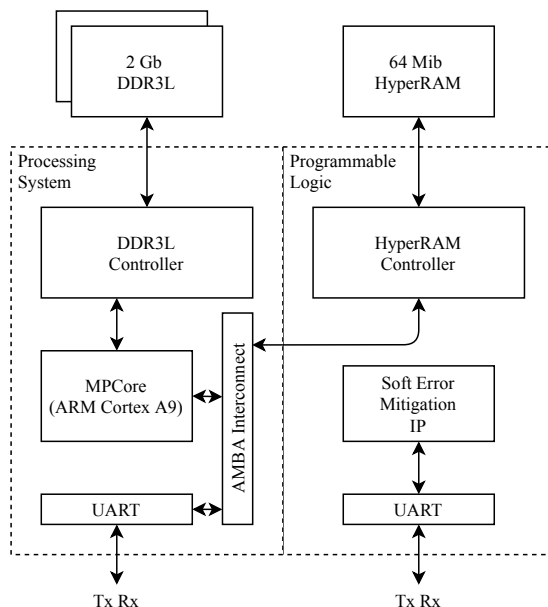 2 Gb
DDR3L
64 Mib
HyperRAM
Processing
System
Programmable
Logic
DDR3L
Controller
HyperRAM
Controller
MPCore
(ARM Cortex A9)
AMBA Interconnect
Soft Error
Mitigation
IP
UART
UART
Tx Rx
Tx Rx